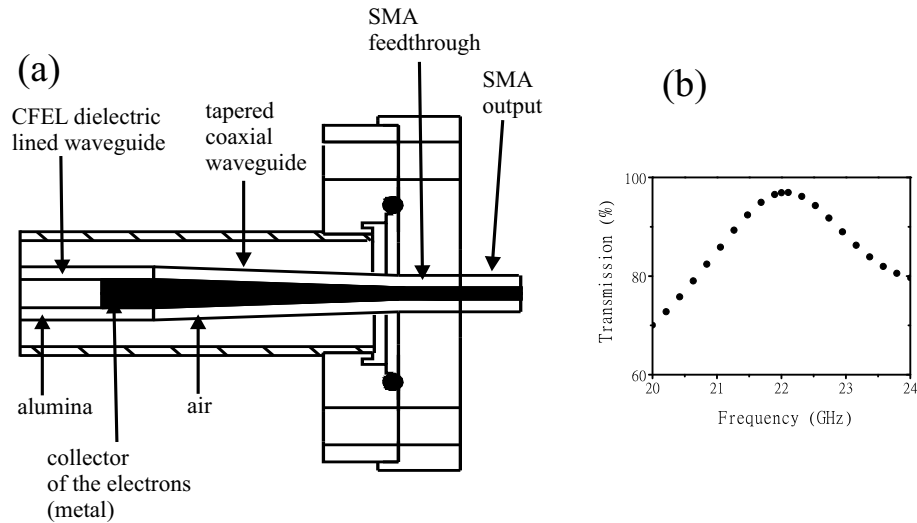 (a)
SMA
feedthrough
SMA
output
CFEL dielectric
lined waveguide
tapered
coaxial
waveguide
alumina
air
collector
of the electrons
(metal)
(b)
Transmission (%)
100
80
60
20
21
22
23
24
Frequency (GHz)